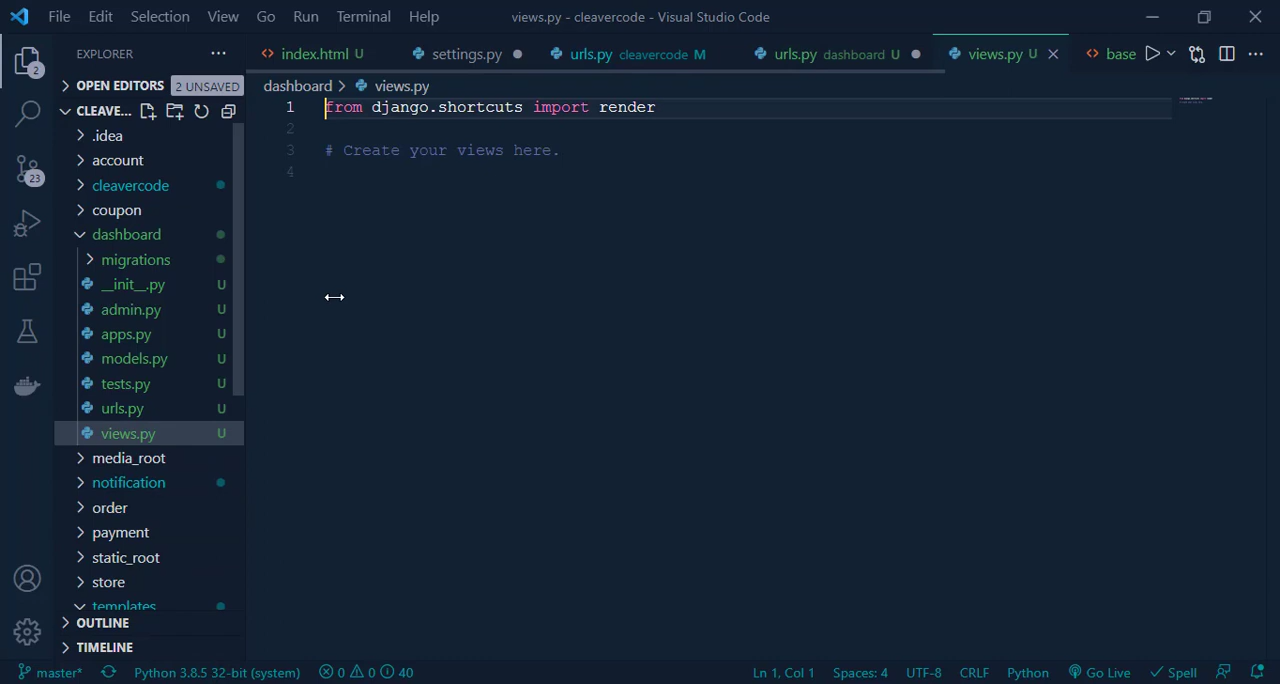 File Edit Selection View Go Run Terminal Help
views.py - cleavercode - Visual Studio Code
EXPLORER
index.html U
settings.py
urls.py cleavercode M
urls.py dashboard U
views.py U
base
2
OPEN EDITORS 2 UNSAVED
dashboard > views.py
CLEAVE...
1 from django.shortcuts import render
2
3 # Create your views here.
4
.idea
account
23
cleavercode
coupon
dashboard
migrations
__init__.py U
admin.py U
apps.py U
models.py U
tests.py U
urls.py U
views.py U
media_root
notification
order
payment
static_root
store
templates
OUTLINE
TIMELINE
master* Python 3.8.5 32-bit (system) 0 0 40 Ln 1, Col 1 Spaces: 4 UTF-8 CRLF Python Go Live Spell